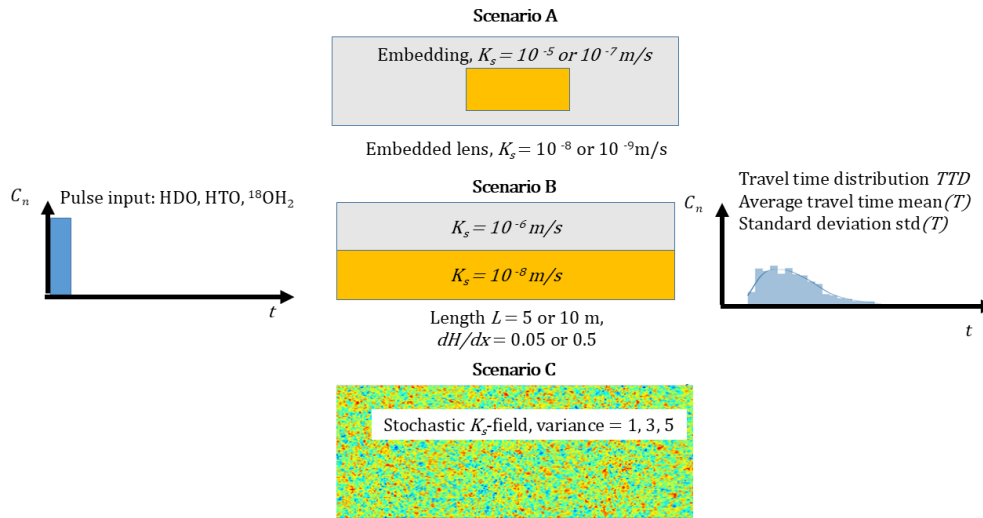 Scenario A
Embedding, Kₛ = 10 ⁻⁵ or 10 ⁻⁷ m/s
Embedded lens, Kₛ = 10 ⁻⁸ or 10 ⁻⁹m/s
Cₙ
Pulse input: HDO, HTO, ¹⁸OH₂
t
Scenario B
Kₛ = 10 ⁻⁶ m/s
Kₛ = 10 ⁻⁸ m/s
Length L = 5 or 10 m,
dH/dx = 0.05 or 0.5
Scenario C
Stochastic Kₛ-field, variance = 1, 3, 5
Travel time distribution TTD
Average travel time mean(T)
Standard deviation std(T)
Cₙ
t